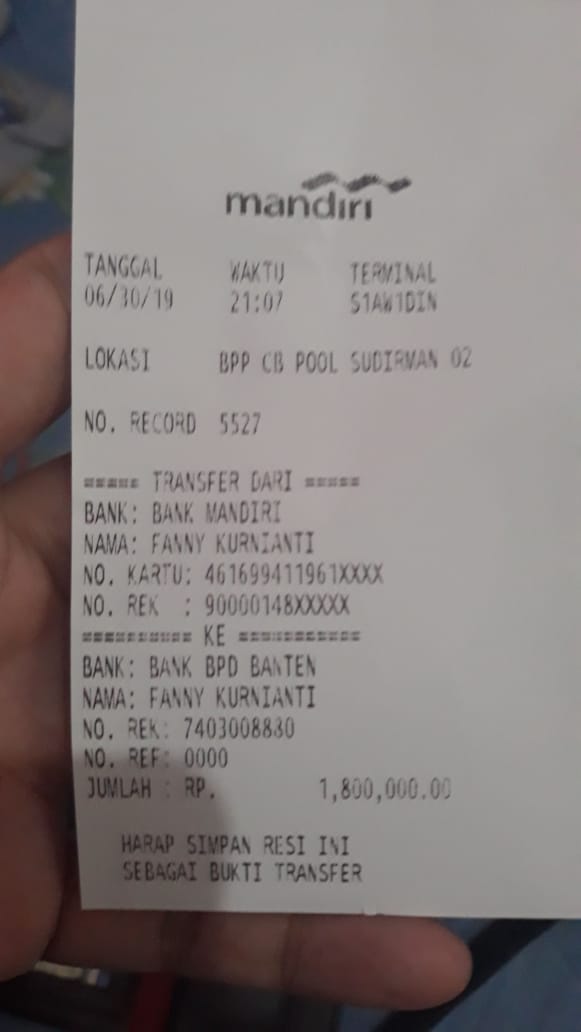 mandiri
TANGGAL WAKTU TERMINAL
06/30/19 21:07 S1AW1DIN
LOKASI BPP CB POOL SUDIRMAN 02
NO. RECORD 5527
===== TRANSFER DARI =====
BANK: BANK MANDIRI
NAMA: FANNY KURNIANTI
NO. KARTU: 461699411961XXXX
NO. REK : 90000148XXXXX
========== KE ===========
BANK: BANK BPD BANTEN
NAMA: FANNY KURNIANTI
NO. REK: 7403008880
NO. REF: 0000
JUMLAH : RP. 1,800,000.00
HARAP SIMPAN RESI INI
SEBAGAI BUKTI TRANSFER